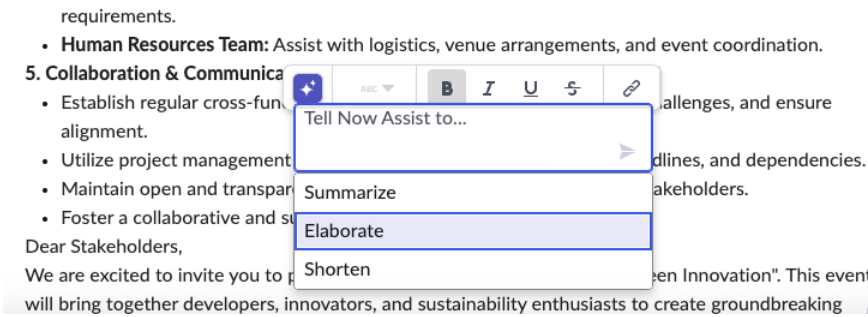 requirements.
• Human Resources Team: Assist with logistics, venue arrangements, and event coordination.
5. Collaboration & Communica
ABC B I U S
• Establish regular cross-fun allenges, and ensure
alignment.
Tell Now Assist to...
• Utilize project management dlines, and dependencies.
• Maintain open and transpar akeholders.
Summarize
• Foster a collaborative and su
Elaborate
Dear Stakeholders,
Shorten
We are excited to invite you to p een Innovation". This event
will bring together developers, innovators, and sustainability enthusiasts to create groundbreaking